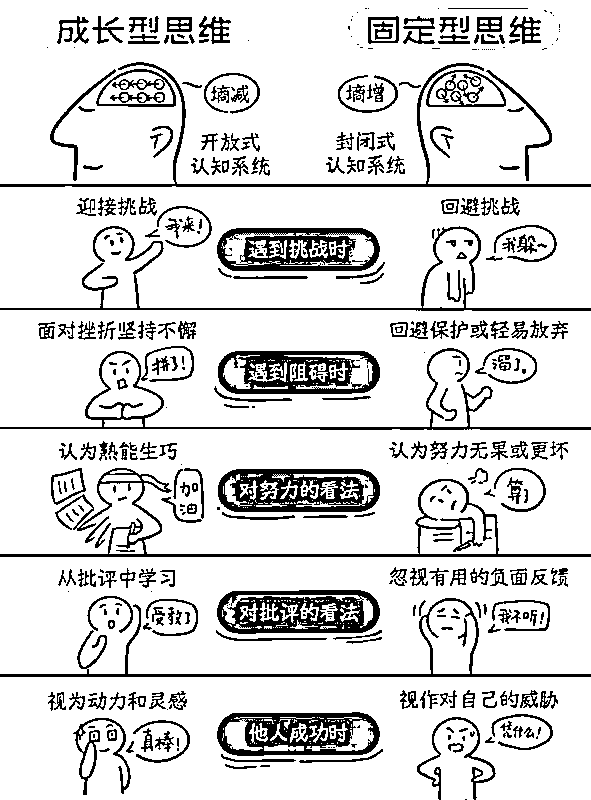 成长型思维
固定型思维
墒减
墒增
开放式
认知系统
封闭式
认知系统
迎接挑战
我来!
遇到挑战时
回避挑战
我躲~
面对挫折坚持不懈
拼了!
遇到阻碍时
回避保护或轻易放弃
溜了。
认为熟能生巧
加
油
对努力的看法
认为努力无果或更坏
算了
从批评中学习
受教了
对批评的看法
忽视有用的负面反馈
我不听!
视为动力和灵感
真棒!
他人成功时
视作对自己的威胁
凭什么!